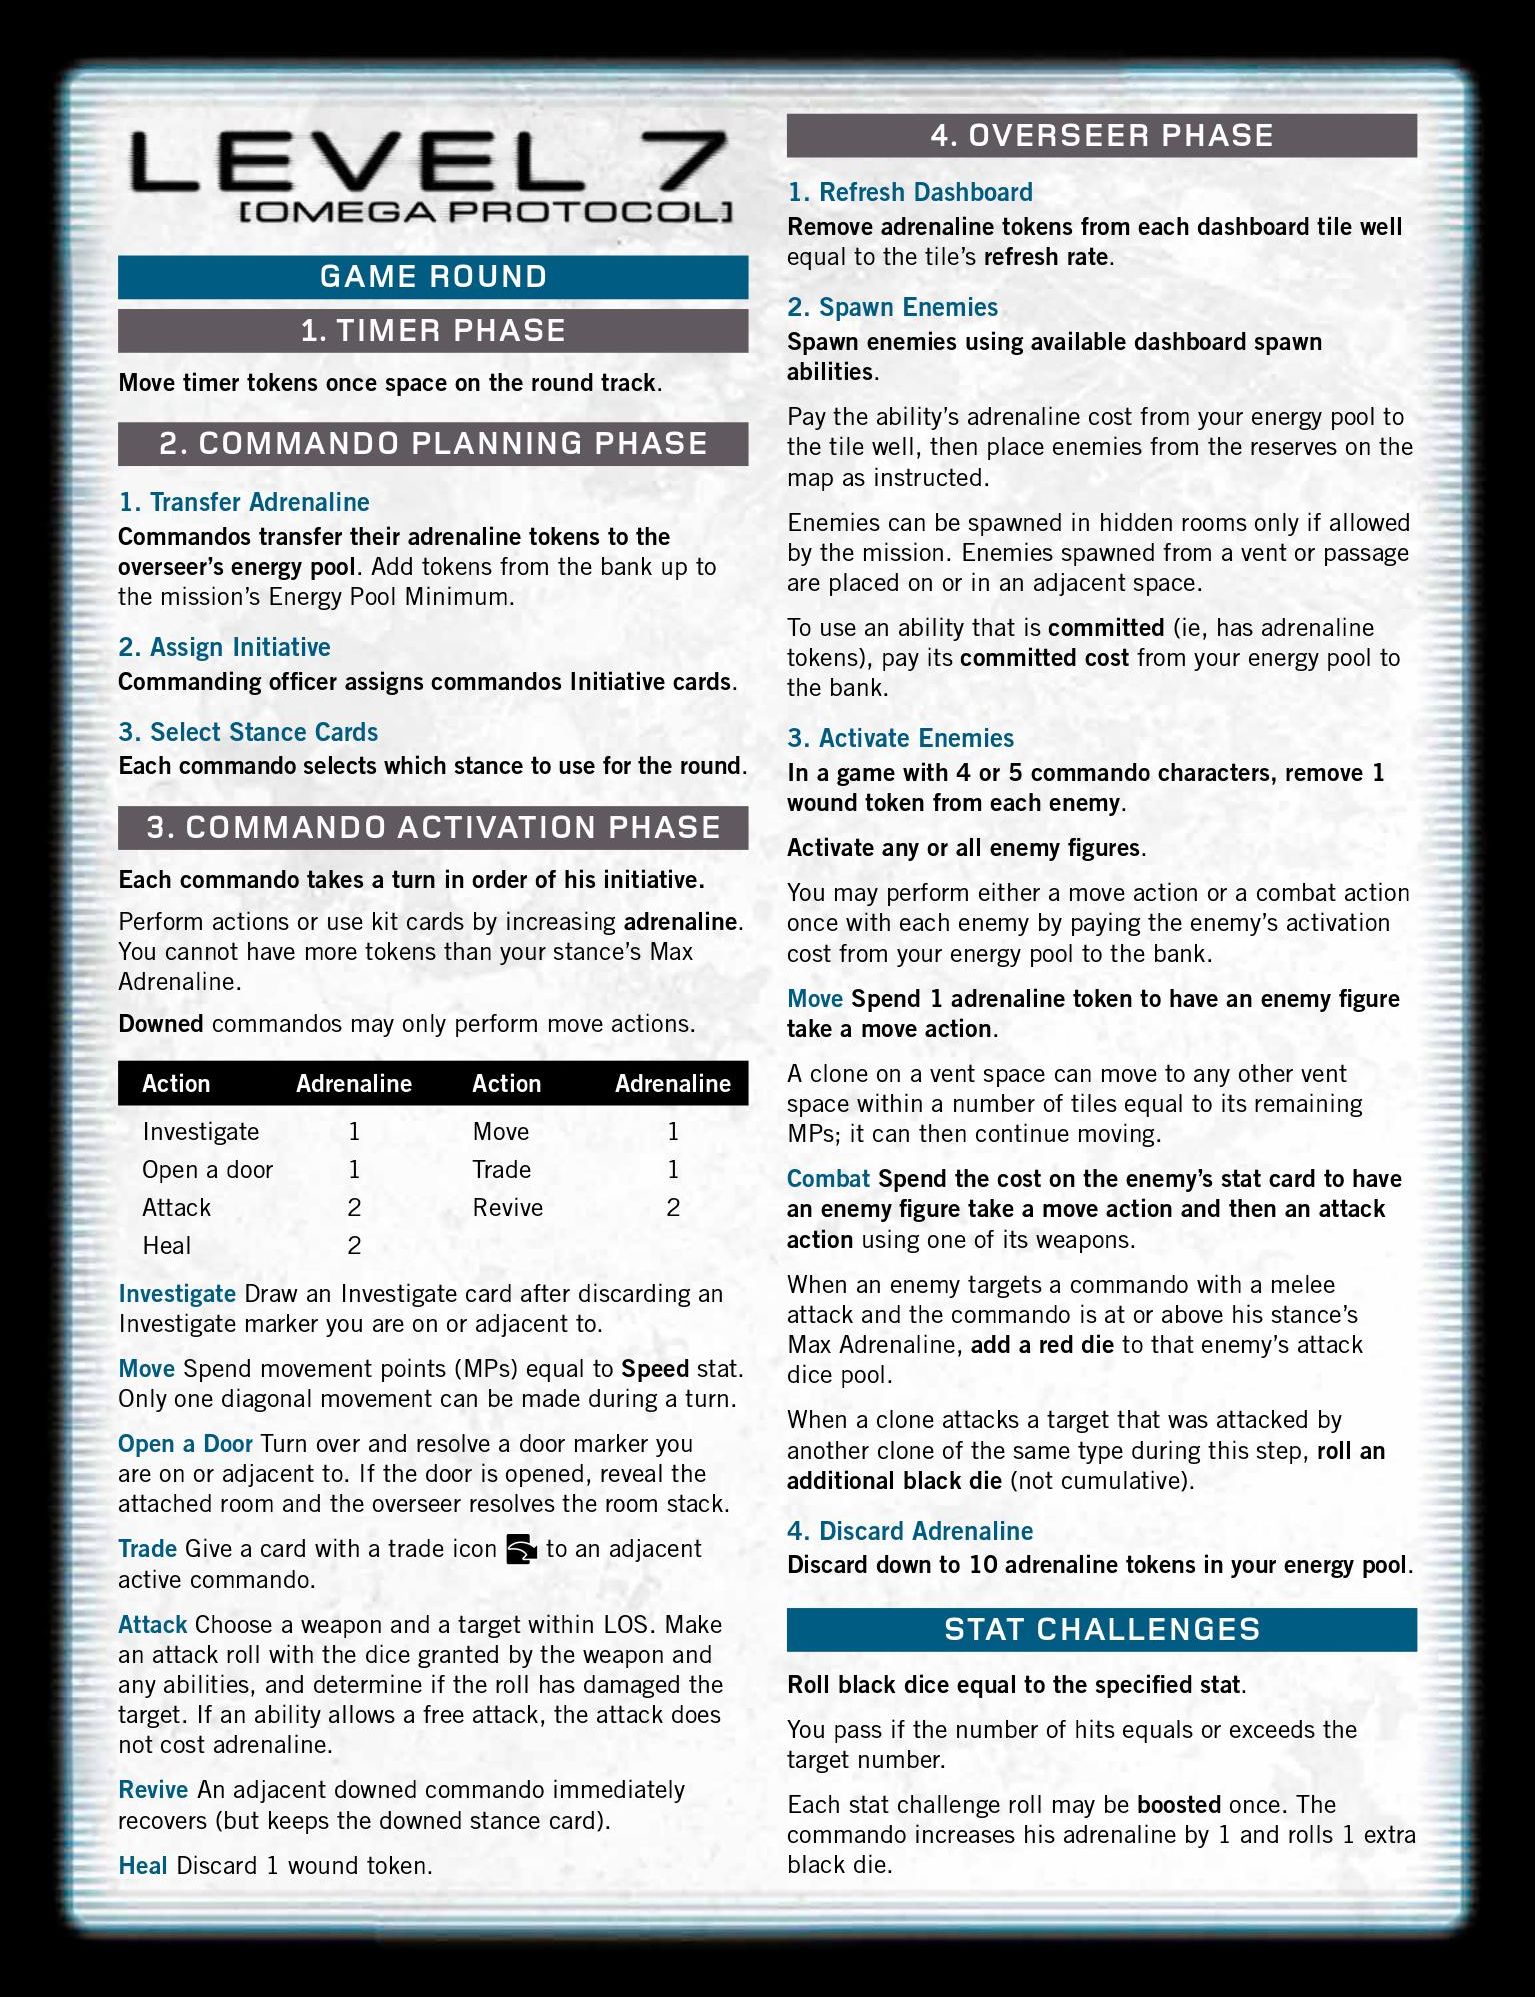 LEVEL 7
[OMEGA PROTOCOL]
GAME ROUND
1. TIMER PHASE
Move timer tokens once space on the round track.
2. COMMANDO PLANNING PHASE
1. Transfer Adrenaline
Commandos transfer their adrenaline tokens to the
overseer's energy pool. Add tokens from the bank up to
the mission's Energy Pool Minimum.
2. Assign Initiative
Commanding officer assigns commandos Initiative cards.
3. Select Stance Cards
Each commando selects which stance to use for the round.
3. COMMANDO ACTIVATION PHASE
Each commando takes a turn in order of his initiative.
Perform actions or use kit cards by increasing adrenaline.
You cannot have more tokens than your stance's Max
Adrenaline.
Downed commandos may only perform move actions.
Action Adrenaline Action Adrenaline
Investigate 1 Move 1
Open a door 1 Trade 1
Attack 2 Revive 2
Heal 2
Investigate Draw an Investigate card after discarding an
Investigate marker you are on or adjacent to.
Move Spend movement points (MPs) equal to Speed stat.
Only one diagonal movement can be made during a turn.
Open a Door Turn over and resolve a door marker you
are on or adjacent to. If the door is opened, reveal the
attached room and the overseer resolves the room stack.
Trade Give a card with a trade icon to an adjacent
active commando.
Attack Choose a weapon and a target within LOS. Make
an attack roll with the dice granted by the weapon and
any abilities, and determine if the roll has damaged the
target. If an ability allows a free attack, the attack does
not cost adrenaline.
Revive An adjacent downed commando immediately
recovers (but keeps the downed stance card).
Heal Discard 1 wound token.
4. OVERSEER PHASE
1. Refresh Dashboard
Remove adrenaline tokens from each dashboard tile well
equal to the tile's refresh rate.
2. Spawn Enemies
Spawn enemies using available dashboard spawn
abilities.
Pay the ability's adrenaline cost from your energy pool to
the tile well, then place enemies from the reserves on the
map as instructed.
Enemies can be spawned in hidden rooms only if allowed
by the mission. Enemies spawned from a vent or passage
are placed on or in an adjacent space.
To use an ability that is committed (ie, has adrenaline
tokens), pay its committed cost from your energy pool to
the bank.
3. Activate Enemies
In a game with 4 or 5 commando characters, remove 1
wound token from each enemy.
Activate any or all enemy figures.
You may perform either a move action or a combat action
once with each enemy by paying the enemy's activation
cost from your energy pool to the bank.
Move Spend 1 adrenaline token to have an enemy figure
take a move action.
A clone on a vent space can move to any other vent
space within a number of tiles equal to its remaining
MPs; it can then continue moving.
Combat Spend the cost on the enemy's stat card to have
an enemy figure take a move action and then an attack
action using one of its weapons.
When an enemy targets a commando with a melee
attack and the commando is at or above his stance's
Max Adrenaline, add a red die to that enemy's attack
dice pool.
When a clone attacks a target that was attacked by
another clone of the same type during this step, roll an
additional black die (not cumulative).
4. Discard Adrenaline
Discard down to 10 adrenaline tokens in your energy pool.
STAT CHALLENGES
Roll black dice equal to the specified stat.
You pass if the number of hits equals or exceeds the
target number.
Each stat challenge roll may be boosted once. The
commando increases his adrenaline by 1 and rolls 1 extra
black die.